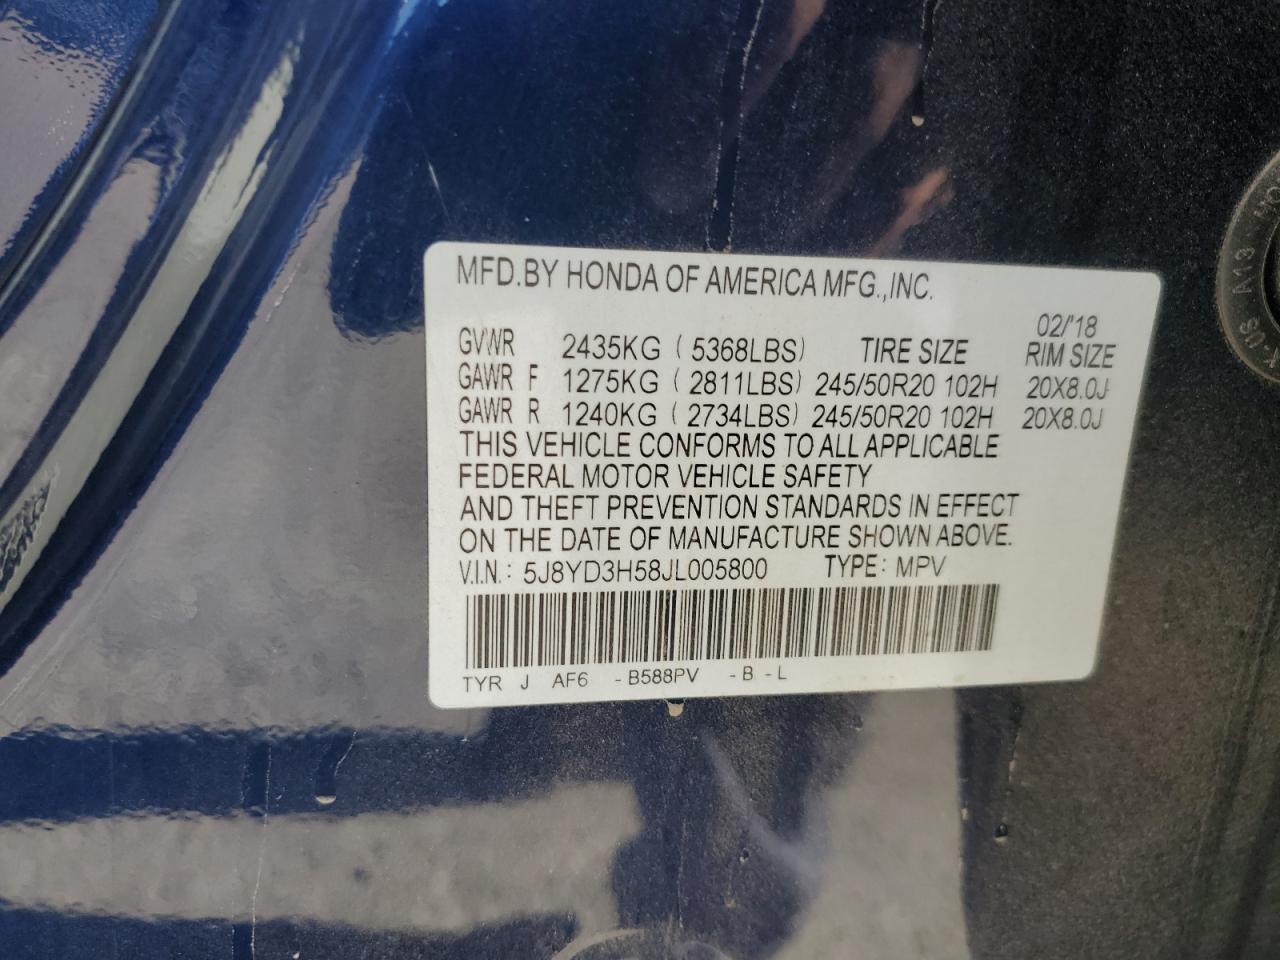 MFD.BY HONDA OF AMERICA MFG.,INC.
02/'18
GVWR 2435KG ( 5368LBS) TIRE SIZE RIM SIZE
GAWR F 1275KG ( 2811LBS) 245/50R20 102H 20X8.0J
GAWR R 1240KG ( 2734LBS) 245/50R20 102H 20X8.0J
THIS VEHICLE CONFORMS TO ALL APPLICABLE
FEDERAL MOTOR VEHICLE SAFETY
AND THEFT PREVENTION STANDARDS IN EFFECT
ON THE DATE OF MANUFACTURE SHOWN ABOVE.
V.I.N.: 5J8YD3H58JL005800 TYPE: MPV
TYR J AF6 -B588PV -B -L
A13